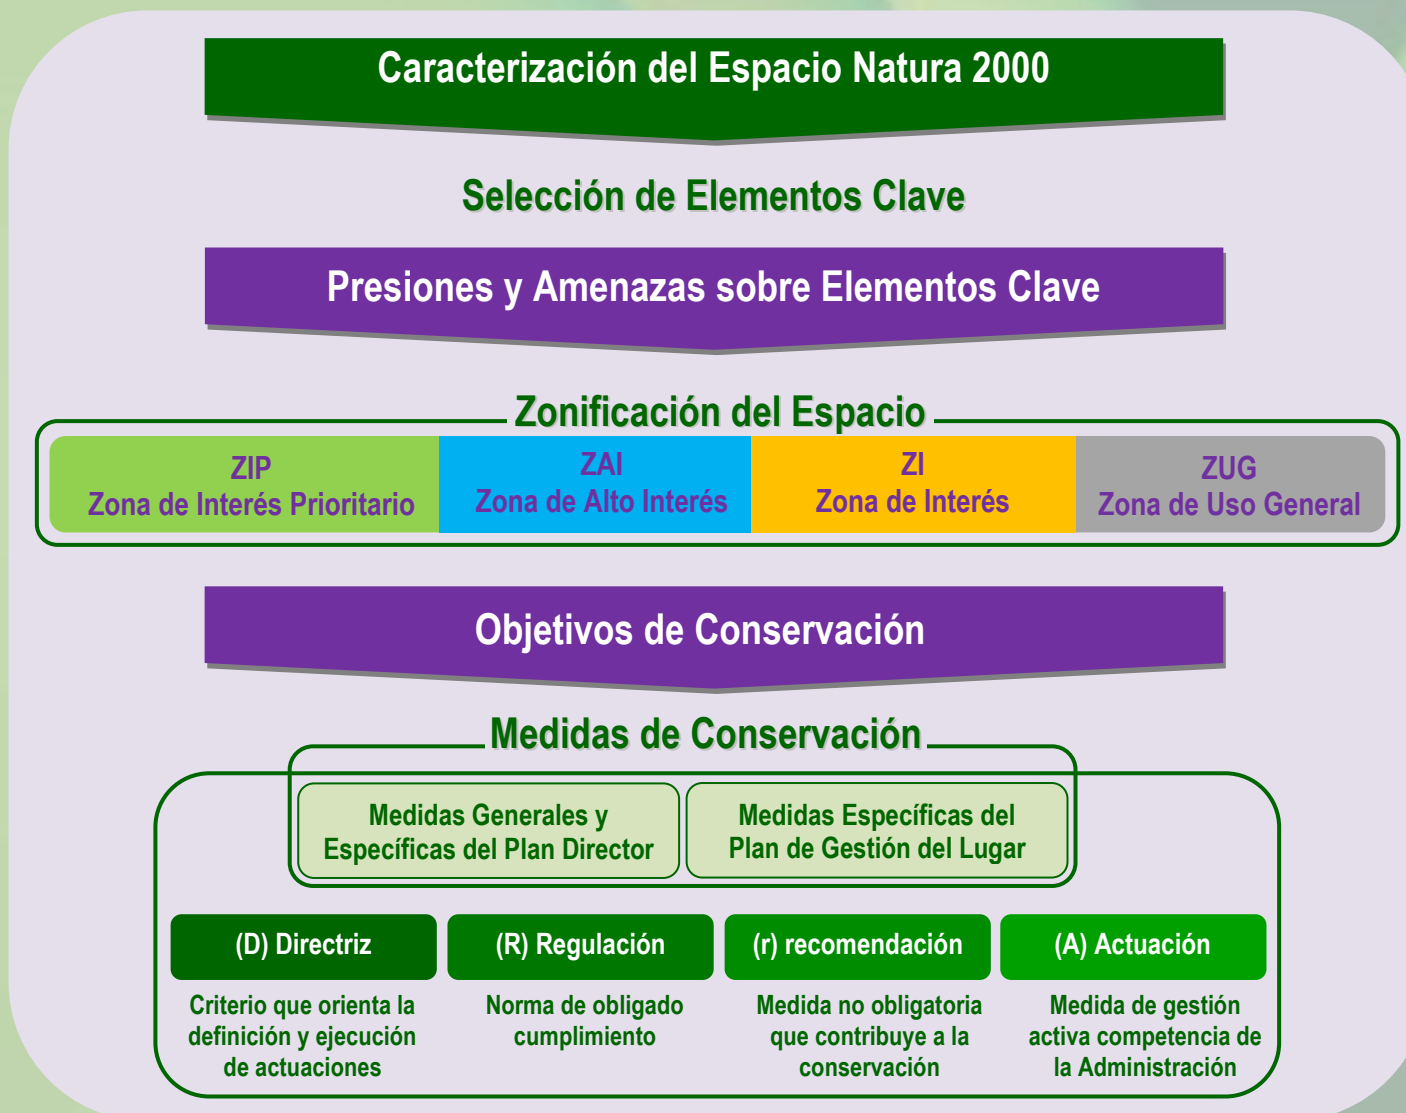 Caracterización del Espacio Natura 2000
Selección de Elementos Clave
Presiones y Amenazas sobre Elementos Clave
Zonificación del Espacio
ZIP
Zona de Interés Prioritario
ZAI
Zona de Alto Interés
ZI
Zona de Interés
ZUG
Zona de Uso General
Objetivos de Conservación
Medidas de Conservación
Medidas Generales y
Específicas del Plan Director
Medidas Específicas del
Plan de Gestión del Lugar
(D) Directriz
Criterio que orienta la
definición y ejecución
de actuaciones
(R) Regulación
Norma de obligado
cumplimiento
(r) recomendación
Medida no obligatoria
que contribuye a la
conservación
(A) Actuación
Medida de gestión
activa competencia de
la Administración